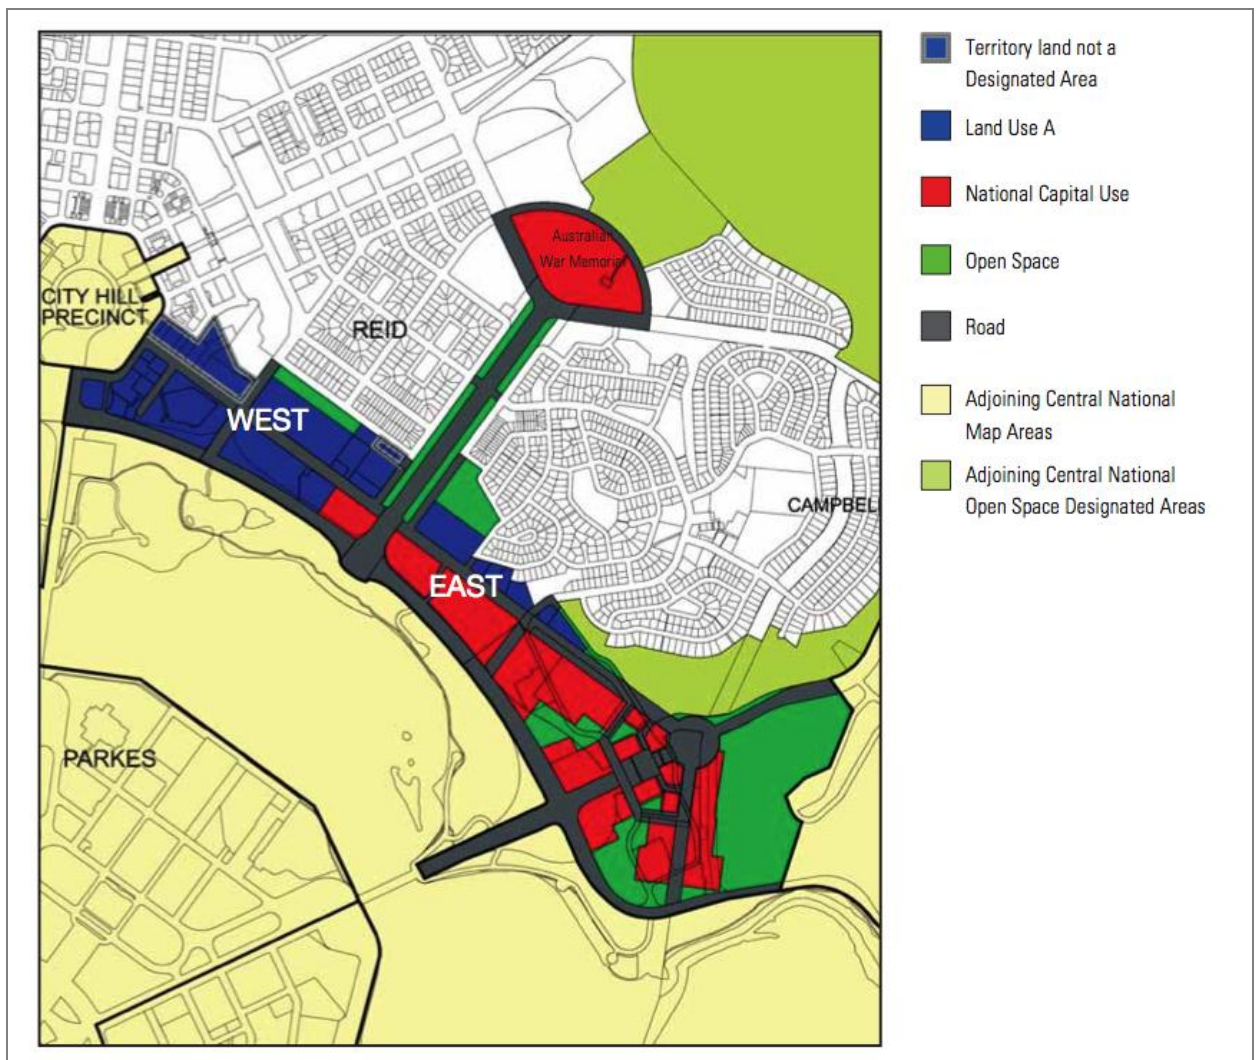 Territory land not a
Designated Area
Land Use A
National Capital Use
Open Space
Road
Adjoining Central National
Map Areas
Adjoining Central National
Open Space Designated Areas
Australian
War Memorial
CITY HILL
PRECINCT
REID
WEST
CAMPBELL
EAST
PARKES